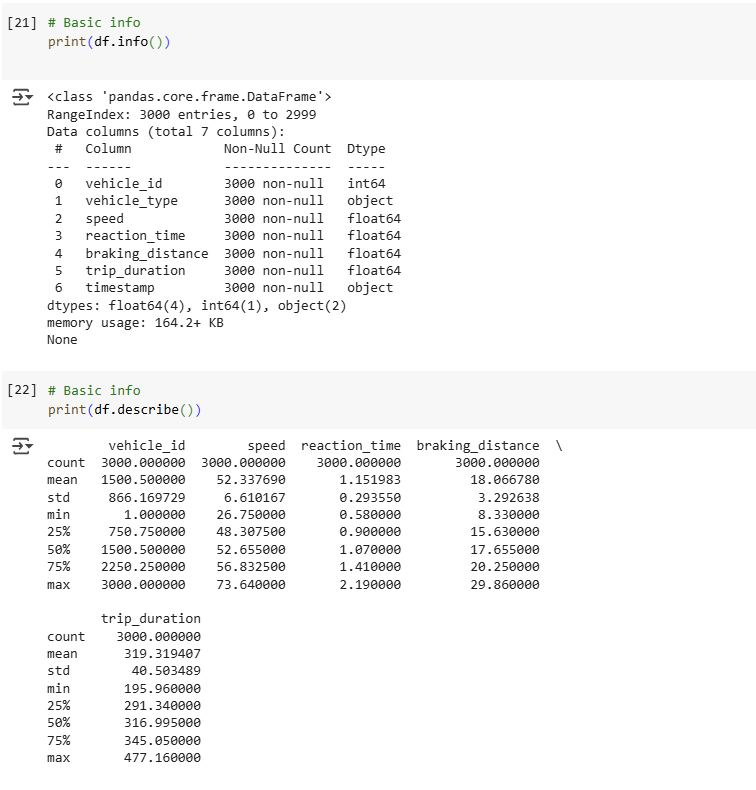 [21] # Basic info
print(df.info())
<class 'pandas.core.frame.DataFrame'>
RangeIndex: 3000 entries, 0 to 2999
Data columns (total 7 columns):
 #   Column            Non-Null Count  Dtype
---  ------            --------------  -----
 0   vehicle_id        3000 non-null   int64
 1   vehicle_type      3000 non-null   object
 2   speed             3000 non-null   float64
 3   reaction_time     3000 non-null   float64
 4   braking_distance  3000 non-null   float64
 5   trip_duration     3000 non-null   float64
 6   timestamp         3000 non-null   object
dtypes: float64(4), int64(1), object(2)
memory usage: 164.2+ KB
None
[22] # Basic info
print(df.describe())
        vehicle_id        speed  reaction_time  braking_distance  \
count  3000.000000  3000.000000    3000.000000       3000.000000
mean   1500.500000    52.337690       1.151983         18.066780
std     866.169729     6.610167       0.293550          3.292638
min       1.000000    26.750000       0.580000          8.330000
25%     750.750000    48.307500       0.900000         15.630000
50%    1500.500000    52.655000       1.070000         17.655000
75%    2250.250000    56.832500       1.410000         20.250000
max    3000.000000    73.640000       2.190000         29.860000
       trip_duration
count    3000.000000
mean      319.319407
std        40.503489
min       195.960000
25%       291.340000
50%       316.995000
75%       345.050000
max       477.160000